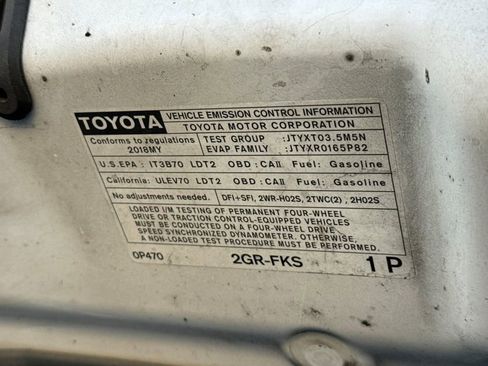 TOYOTA
VEHICLE EMISSION CONTROL INFORMATION
TOYOTA MOTOR CORPORATION
Conforms to regulations
2018MY
TEST GROUP :JTYXT03.5M5N
EVAP FAMILY :JTYXR0165P82
U.S.EPA : IT3B70 LDT2 OBD:CAII Fuel: Gasoline
California: ULEV70 LDT2 OBD:CAII Fuel: Gasoline
No adjustments needed. DFI+SFI, 2WR-HO2S, 2TWC(2), 2HO2S
LOADED I/M TESTING OF PERMANENT FOUR-WHEEL
DRIVE OR TRACTION CONTROL-EQUIPPED VEHICLES
MUST BE CONDUCTED ON A FOUR-WHEEL DRIVE,
SPEED SYNCHRONIZED DYNAMOMETER. OTHERWISE,
A NON-LOADED TEST PROCEDURE MUST BE PERFORMED.
0P470 2GR-FKS 1 P